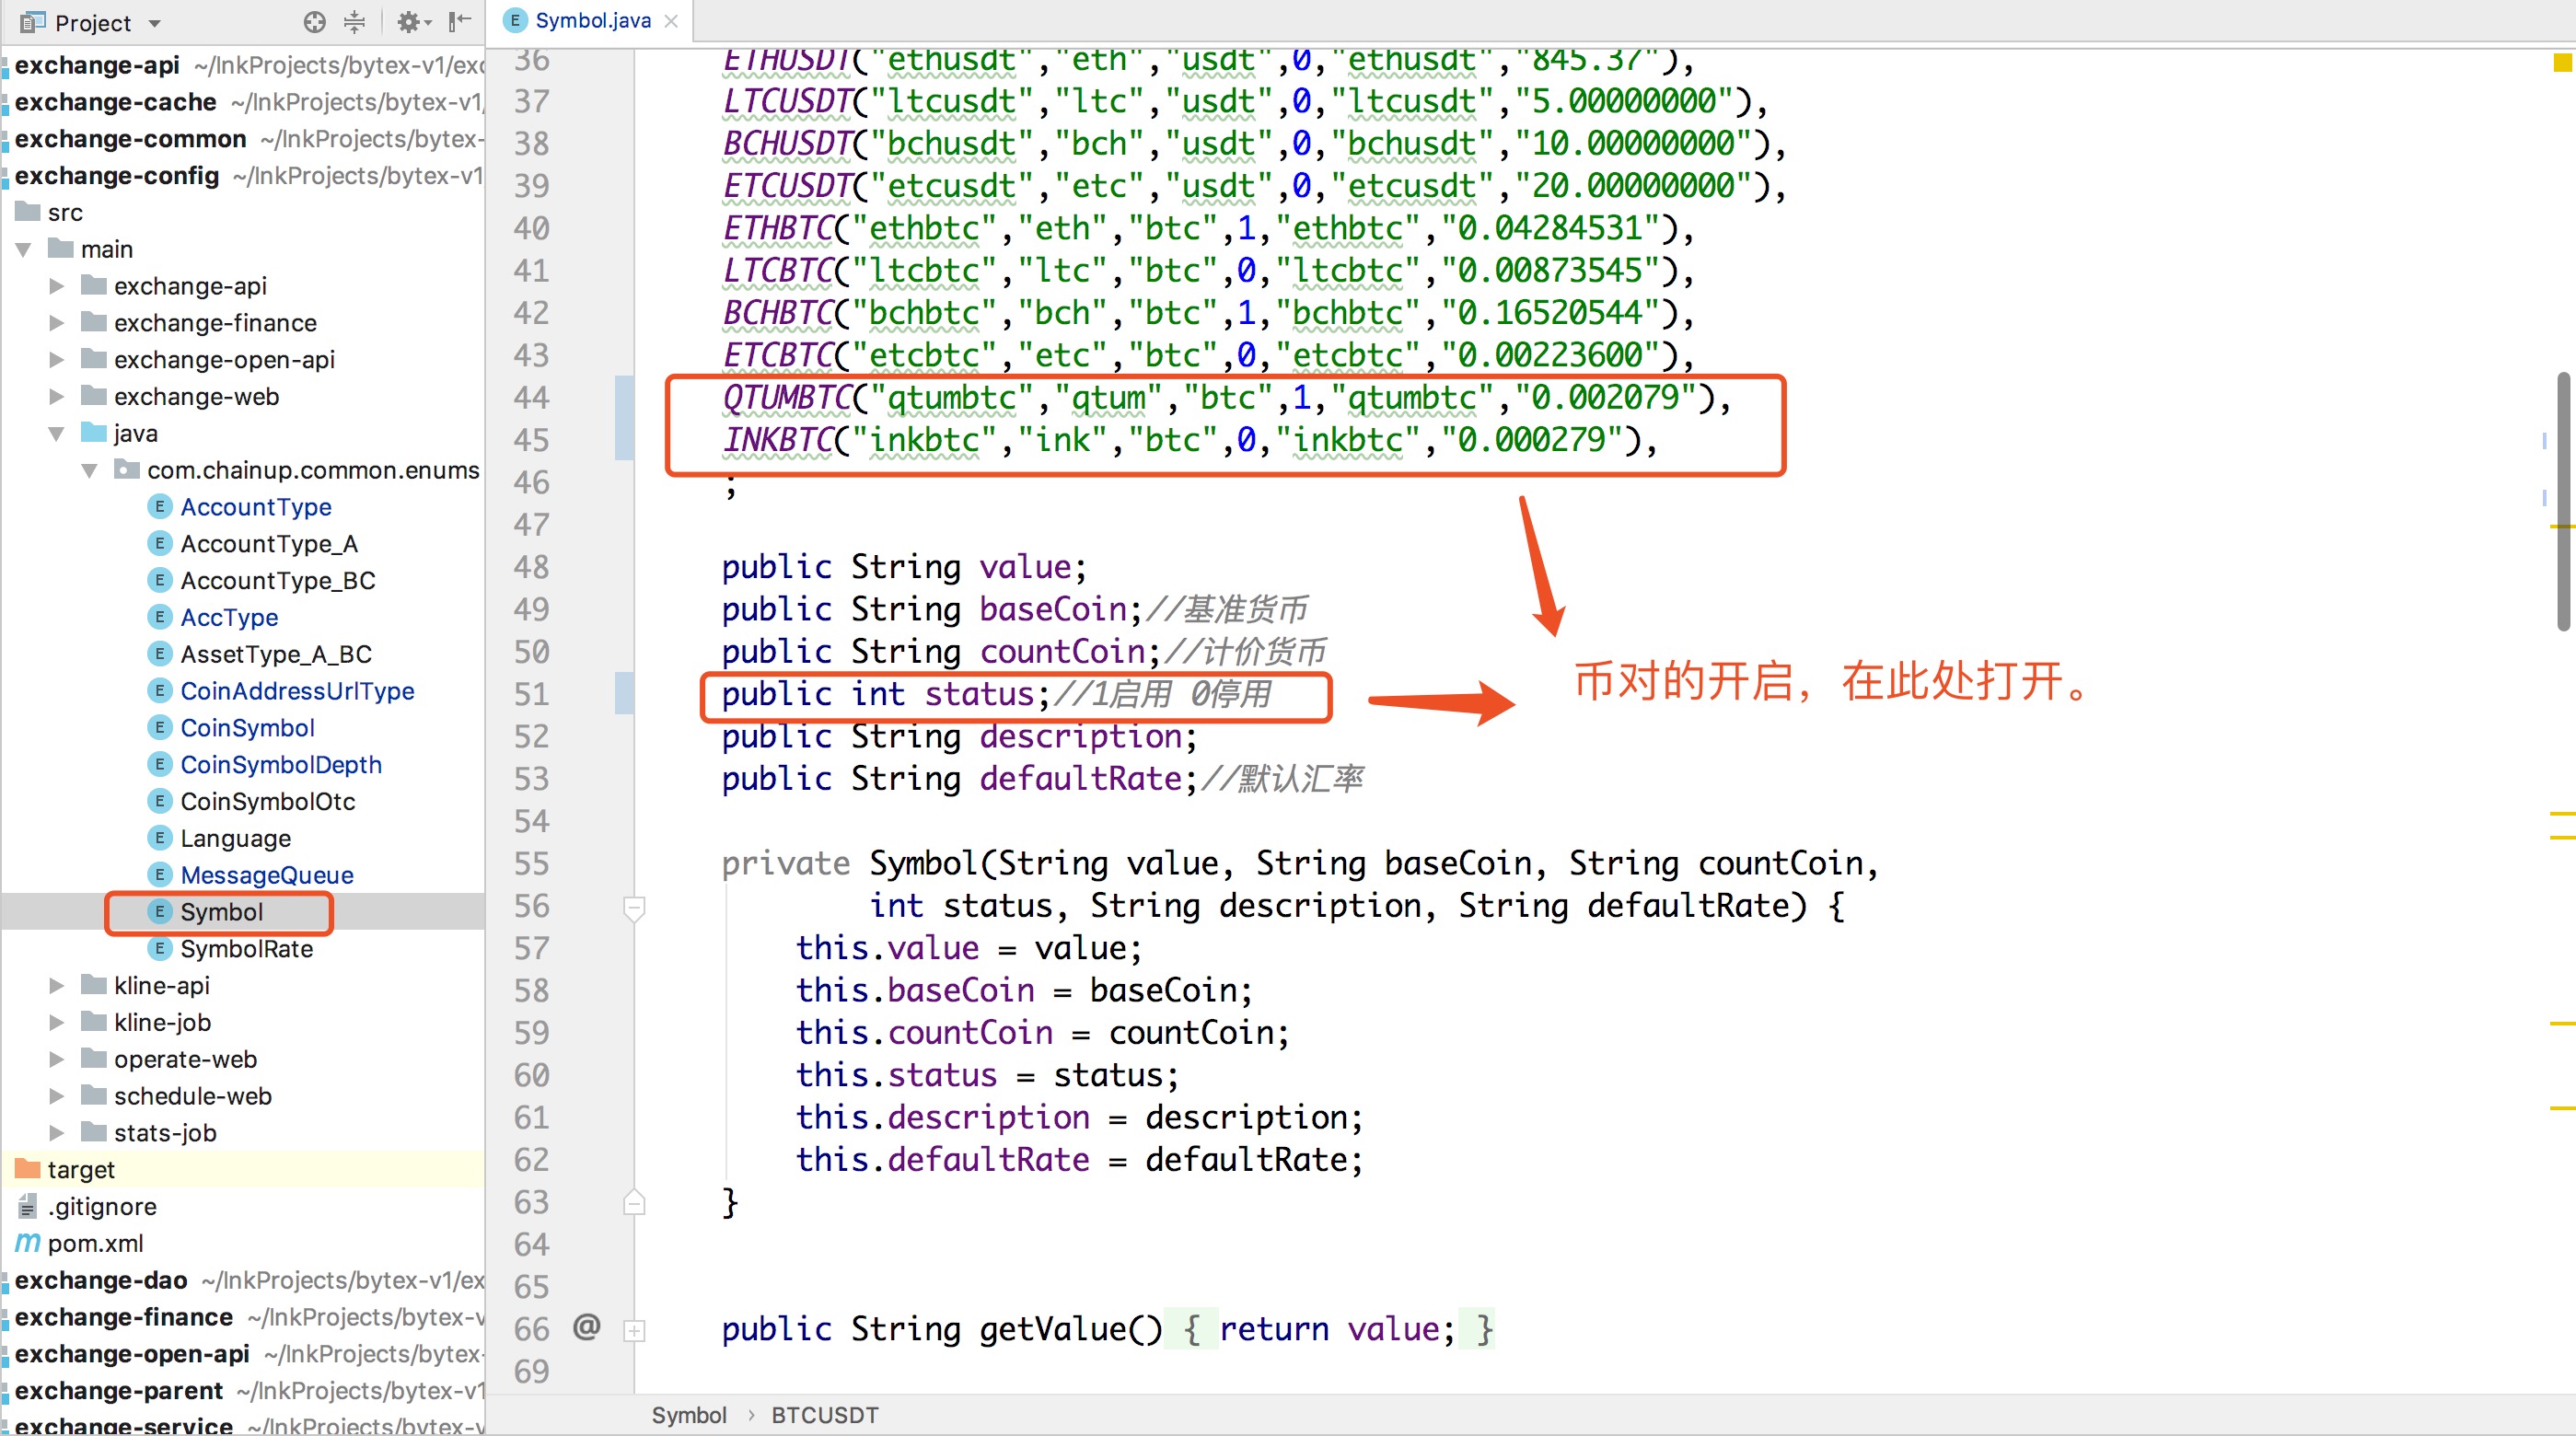 Project
exchange-api ~/InkProjects/bytex-v1/exc
exchange-cache ~/InkProjects/bytex-v1/
exchange-common ~/InkProjects/bytex-
exchange-config ~/InkProjects/bytex-v1
src
main
exchange-api
exchange-finance
exchange-open-api
exchange-web
java
com.chainup.common.enums
E AccountType
E AccountType_A
E AccountType_BC
E AccType
E AssetType_A_BC
E CoinAddressUrlType
E CoinSymbol
E CoinSymbolDepth
E CoinSymbolOtc
E Language
E MessageQueue
E Symbol
E SymbolRate
kline-api
kline-job
operate-web
schedule-web
stats-job
target
.gitignore
m pom.xml
exchange-dao ~/InkProjects/bytex-v1/ex
exchange-finance ~/InkProjects/bytex-v
exchange-open-api ~/InkProjects/bytex-
exchange-parent ~/InkProjects/bytex-v1
exchange-service ~/InkProjects/bytex-v
E Symbol.java
36 ETHUSDT("ethusdt","eth","usdt",0,"ethusdt","845.37"),
37 LTCUSDT("ltcusdt","ltc","usdt",0,"ltcusdt","5.00000000"),
38 BCHUSDT("bchusdt","bch","usdt",0,"bchusdt","10.00000000"),
39 ETCUSDT("etcusdt","etc","usdt",0,"etcusdt","20.00000000"),
40 ETHBTC("ethbtc","eth","btc",1,"ethbtc","0.04284531"),
41 LTCBTC("ltcbtc","ltc","btc",0,"ltcbtc","0.00873545"),
42 BCHBTC("bchbtc","bch","btc",1,"bchbtc","0.16520544"),
43 ETCBTC("etcbtc","etc","btc",0,"etcbtc","0.00223600"),
44 QTUMBTC("qtumbtc","qtum","btc",1,"qtumbtc","0.002079"),
45 INKBTC("inkbtc","ink","btc",0,"inkbtc","0.000279"),
46 ;
47
48 public String value;
49 public String baseCoin;//基准货币
50 public String countCoin;//计价货币
51 public int status;//1启用 0停用
币对的开启，在此处打开。
52 public String description;
53 public String defaultRate;//默认汇率
54
55 private Symbol(String value, String baseCoin, String countCoin,
56 int status, String description, String defaultRate) {
57 this.value = value;
58 this.baseCoin = baseCoin;
59 this.countCoin = countCoin;
60 this.status = status;
61 this.description = description;
62 this.defaultRate = defaultRate;
63 }
64
65
66 @ public String getValue() { return value; }
69
Symbol › BTCUSDT